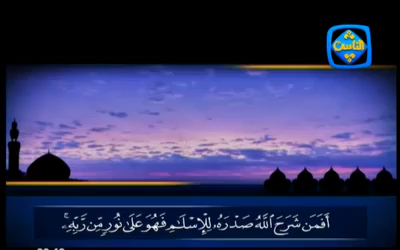 الناس
أَفَمَن شَرَحَ ٱللَّهُ صَدْرَهُۥ لِلْإِسْلَٰمِ فَهُوَ عَلَىٰ نُورٍ مِّن رَّبِّهِۦ ۚ